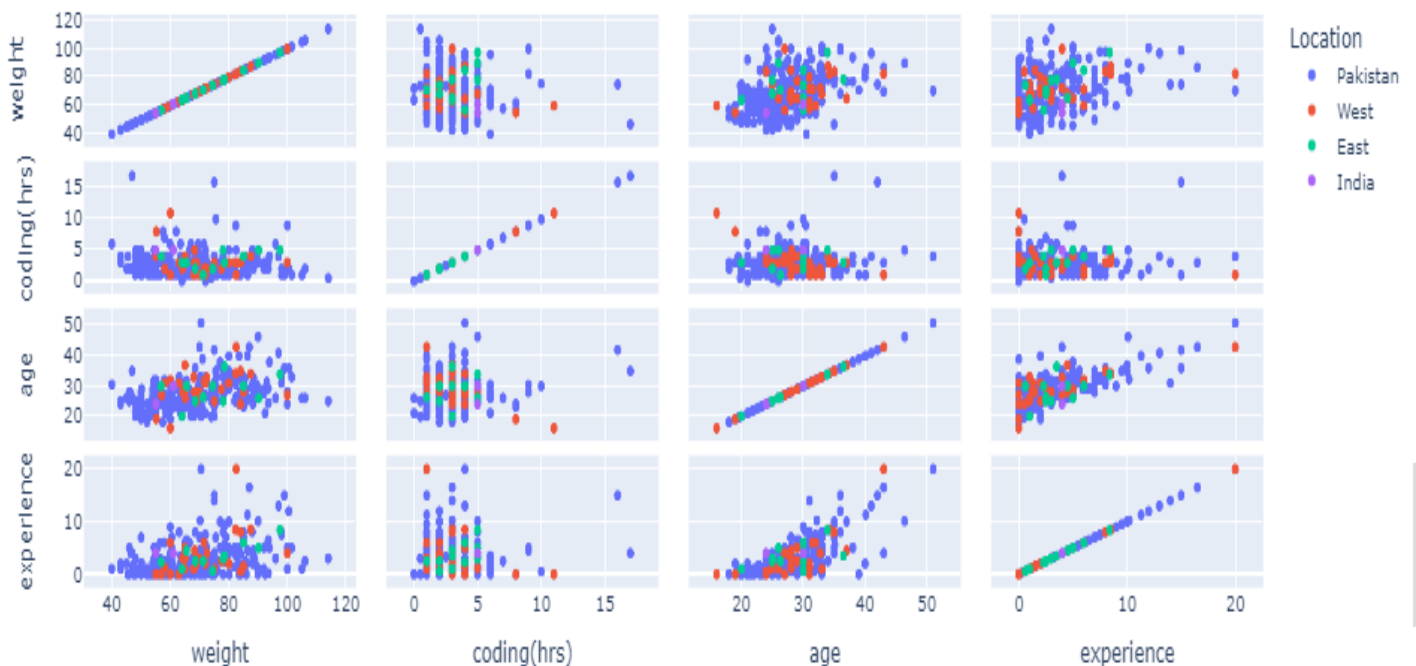 Location
Pakistan
West
East
India
weight
120
100
80
60
40
coding(hrs)
15
10
5
0
age
50
40
30
20
experience
20
10
0
40 60 80 100 120
0 5 10 15
20 30 40 50
0 10 20
weight coding(hrs) age experience